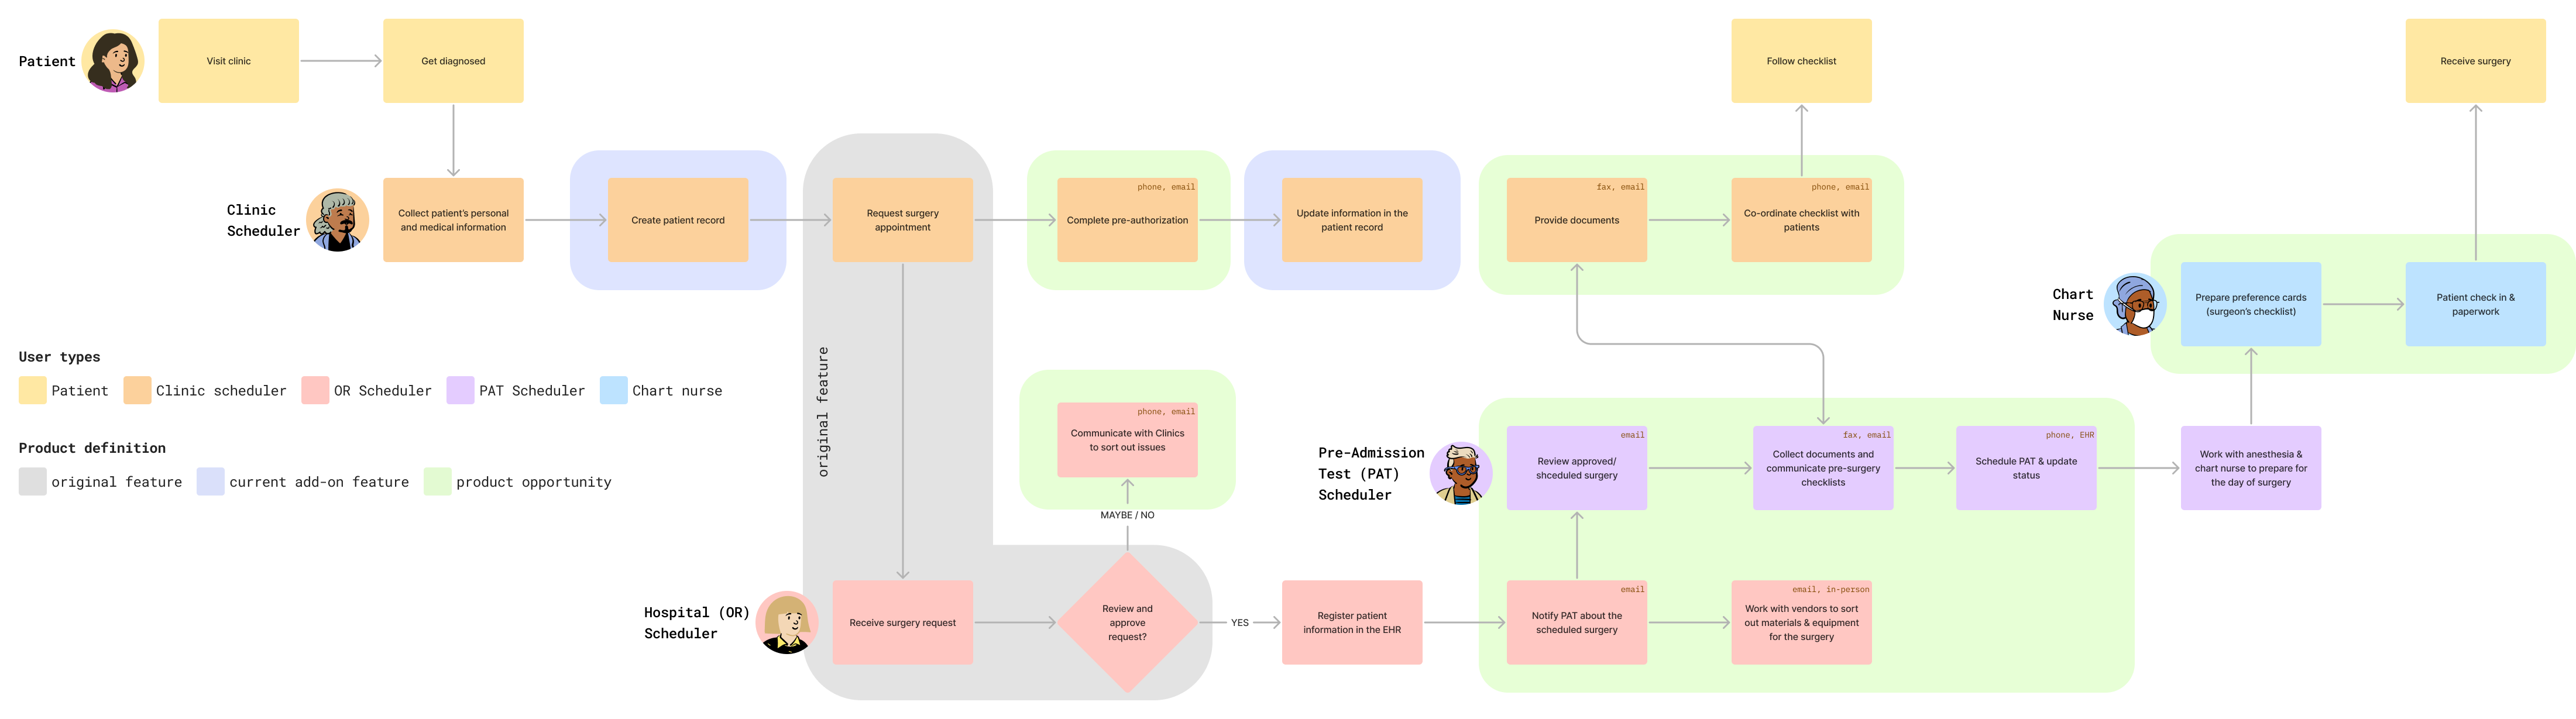 Patient
Visit clinic
Get diagnosed
Follow checklist
Receive surgery
Clinic
Scheduler
Collect patient's personal
and medical information
Create patient record
Request surgery
appointment
phone, email
Complete pre-authorization
Update information in the
patient record
fax, email
Provide documents
phone, email
Co-ordinate checklist with
patients
Chart
Nurse
Prepare preference cards
(surgeon's checklist)
Patient check in &
paperwork
original feature
User types
Patient
Clinic scheduler
OR Scheduler
PAT Scheduler
Chart nurse
Product definition
original feature
current add-on feature
product opportunity
phone, email
Communicate with Clinics
to sort out issues
MAYBE / NO
Pre-Admission
Test (PAT)
Scheduler
email
Review approved/
shceduled surgery
fax, email
Collect documents and
communicate pre-surgery
checklists
phone, EHR
Schedule PAT & update
status
Work with anesthesia &
chart nurse to prepare for
the day of surgery
Hospital (OR)
Scheduler
Receive surgery request
Review and
approve
request?
YES
Register patient
information in the EHR
email
Notify PAT about the
scheduled surgery
email, in-person
Work with vendors to sort
out materials & equipment
for the surgery